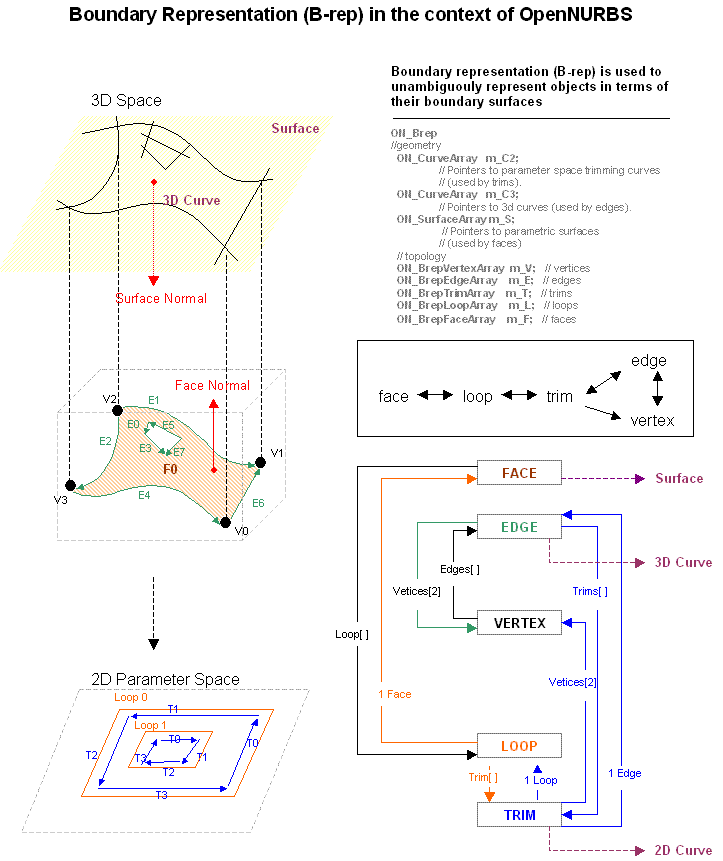 Boundary Representation (B-rep) in the context of OpenNURBS
Boundary representation (B-rep) is used to
unambiguouly represent objects in terms of
their boundary surfaces
ON_Brep
//geometry
ON_CurveArray m_C2;
// Pointers to parameter space trimming curves
// (used by trims).
ON_CurveArray m_C3;
// Pointers to 3d curves (used by edges).
ON_SurfaceArray m_S;
// Pointers to parametric surfaces
// (used by faces)
// topology
ON_BrepVertexArray m_V; // vertices
ON_BrepEdgeArray m_E; // edges
ON_BrepTrimArray m_T; // trims
ON_BrepLoopArray m_L; // loops
ON_BrepFaceArray m_F; // faces
3D Space
Surface
3D Curve
Surface Normal
Face Normal
V2
E1
E0
E5
E2
E3
E7
F0
V1
V3
E4
E6
V0
2D Parameter Space
Loop 0
T1
Loop 1
T0
T0
T2
T3
T1
T2
T3
face
loop
trim
edge
vertex
FACE
Surface
EDGE
3D Curve
Edges[ ]
Vetices[2]
Trims[ ]
VERTEX
Loop[ ]
Vetices[2]
1 Face
LOOP
Trim[ ]
1 Loop
1 Edge
TRIM
2D Curve